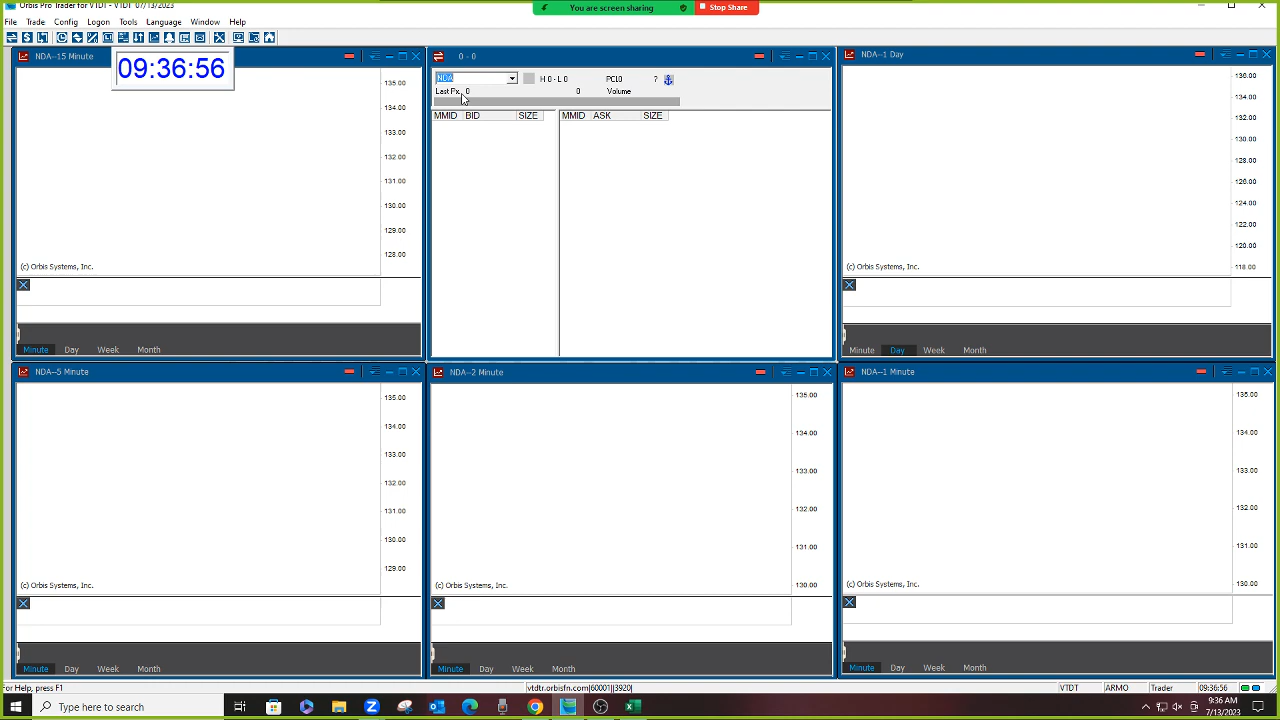 Orbis Pro Trader for VTDT - VTDT 07/13/2023
You are screen sharing
Stop Share
File Trade Config Logon Tools Language Window Help
09:36:56
NDA--15 Minute
135.00
134.00
133.00
132.00
131.00
130.00
129.00
128.00
(c) Orbis Systems, Inc.
Minute Day Week Month
0 - 0
NDA
H 0 - L 0
PCl0
?
Last Px. 0
0
Volume
MMID BID SIZE
MMID ASK SIZE
NDA--1 Day
136.00
134.00
132.00
130.00
128.00
126.00
124.00
122.00
120.00
118.00
(c) Orbis Systems, Inc.
Minute Day Week Month
NDA--5 Minute
135.00
134.00
133.00
132.00
131.00
130.00
129.00
(c) Orbis Systems, Inc.
Minute Day Week Month
NDA--2 Minute
135.00
134.00
133.00
132.00
131.00
130.00
(c) Orbis Systems, Inc.
Minute Day Week Month
NDA--1 Minute
135.00
134.00
133.00
132.00
131.00
130.00
(c) Orbis Systems, Inc.
Minute Day Week Month
or Help, press F1
vtdtr.orbisfn.com|60001||3920|
VTDT
ARMO
Trader
09:36:56
Type here to search
9:36 AM
7/13/2023